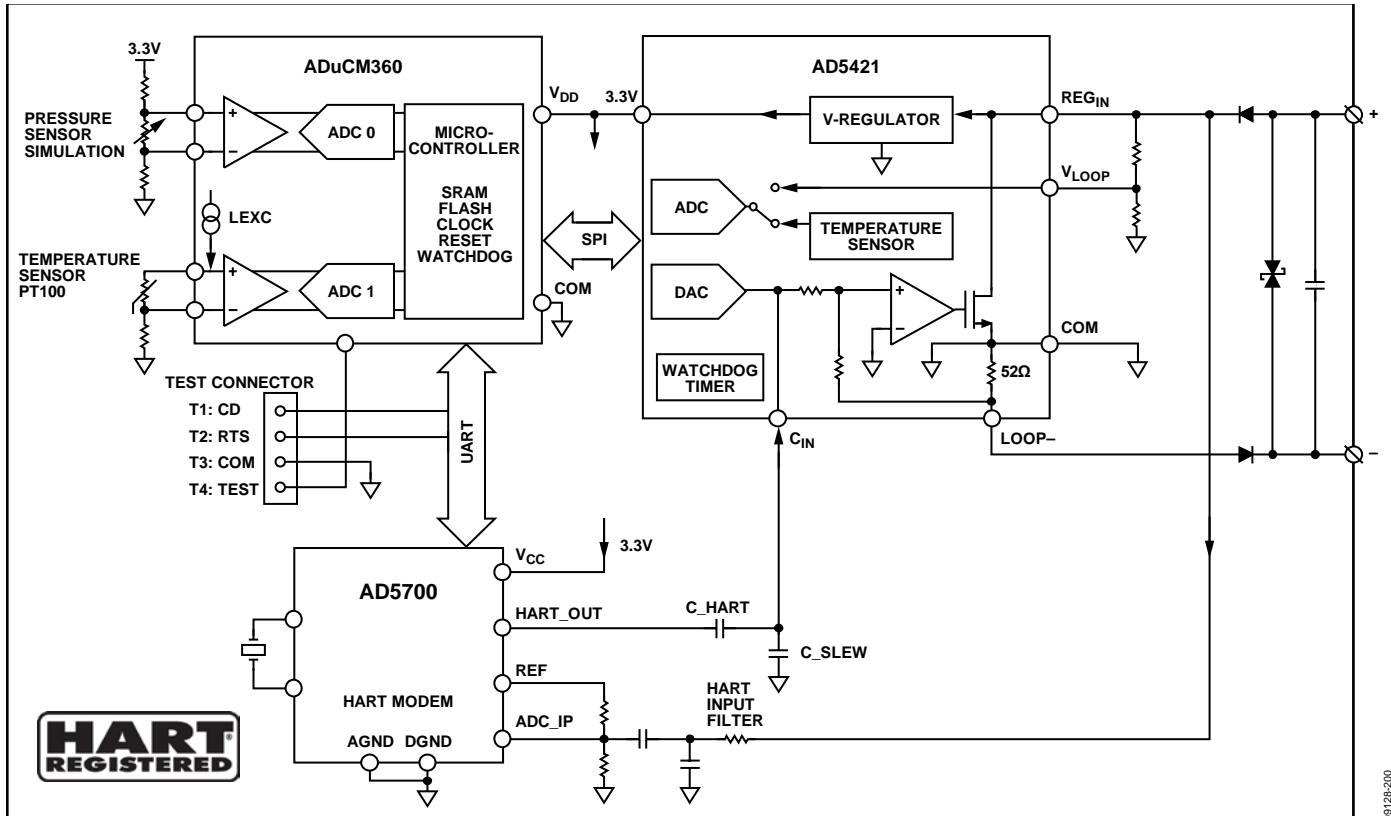 3.3V
PRESSURE
SENSOR
SIMULATION
TEMPERATURE
SENSOR
PT100
ADuCM360
+
−
ADC 0
LEXC
+
−
ADC 1
MICRO-
CONTROLLER
SRAM
FLASH
CLOCK
RESET
WATCHDOG
VDD
3.3V
COM
SPI
AD5421
V-REGULATOR
REGIN
ADC
VLOOP
TEMPERATURE
SENSOR
DAC
+
−
COM
52Ω
WATCHDOG
TIMER
CIN
LOOP−
+
−
TEST CONNECTOR
T1: CD
T2: RTS
T3: COM
T4: TEST
UART
AD5700
VCC
3.3V
HART_OUT
C_HART
C_SLEW
REF
HART
INPUT
FILTER
HART MODEM
ADC_IP
AGND DGND
HART
REGISTERED
09128-200